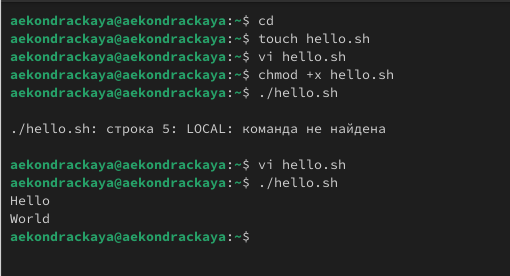 aekondrackaya@aekondrackaya:~$ cd
aekondrackaya@aekondrackaya:~$ touch hello.sh
aekondrackaya@aekondrackaya:~$ vi hello.sh
aekondrackaya@aekondrackaya:~$ chmod +x hello.sh
aekondrackaya@aekondrackaya:~$ ./hello.sh
./hello.sh: строка 5: LOCAL: команда не найдена
aekondrackaya@aekondrackaya:~$ vi hello.sh
aekondrackaya@aekondrackaya:~$ ./hello.sh
Hello
World
aekondrackaya@aekondrackaya:~$